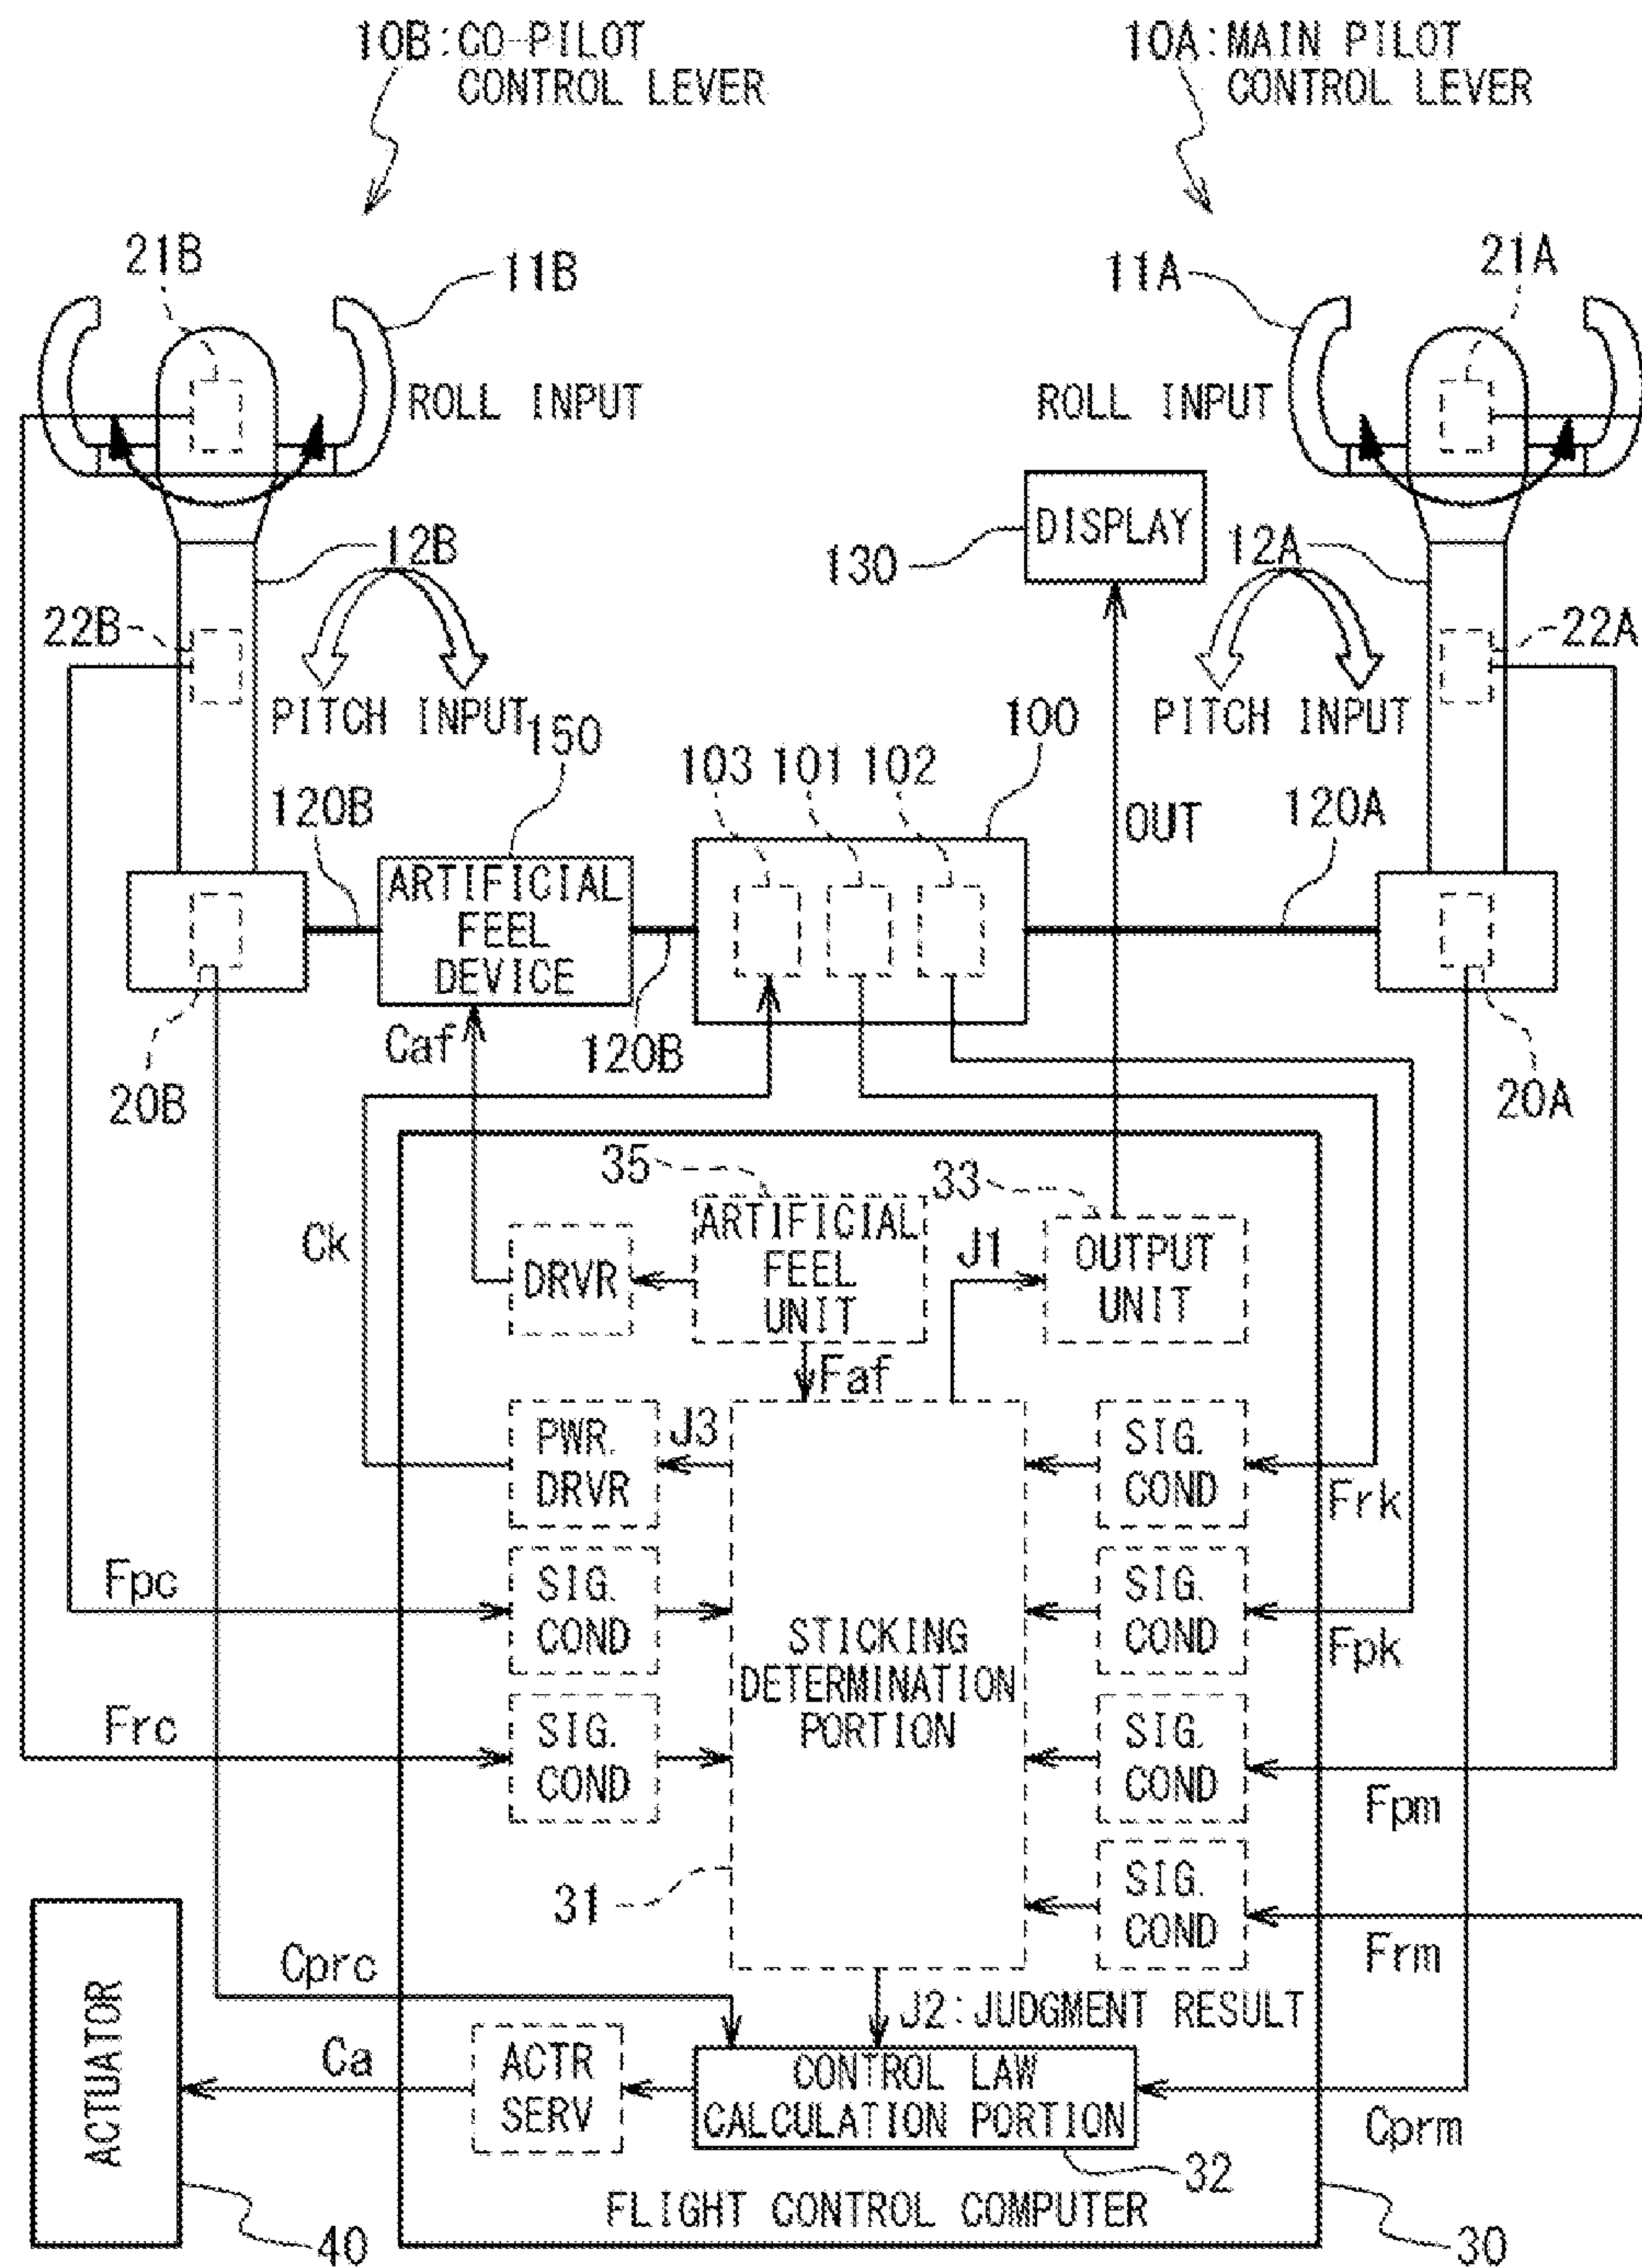 10B:CO-PILOT
CONTROL LEVER
10A:MAIN PILOT
CONTROL LEVER
21B
11B
11A
21A
ROLL INPUT
ROLL INPUT
DISPLAY
130
12B
12A
22B
22A
PITCH INPUT
PITCH INPUT
150
100
103
101
102
OUT
120B
120A
ARTIFICIAL
FEEL
DEVICE
Caf
120B
20B
20A
35
33
Ck
DRVR
ARTIFICIAL
FEEL
UNIT
J1
OUTPUT
UNIT
Faf
PWR.
DRVR
J3
SIG.
COND
Frk
Fpc
SIG.
COND
SIG.
COND
Fpk
STICKING
DETERMINATION
PORTION
Frc
SIG.
COND
SIG.
COND
Fpm
31
SIG.
COND
Frm
Cprc
J2:JUDGMENT RESULT
ACTUATOR
Ca
ACTR
SERV
CONTROL LAW
CALCULATION PORTION
Cprm
32
FLIGHT CONTROL COMPUTER
40
30